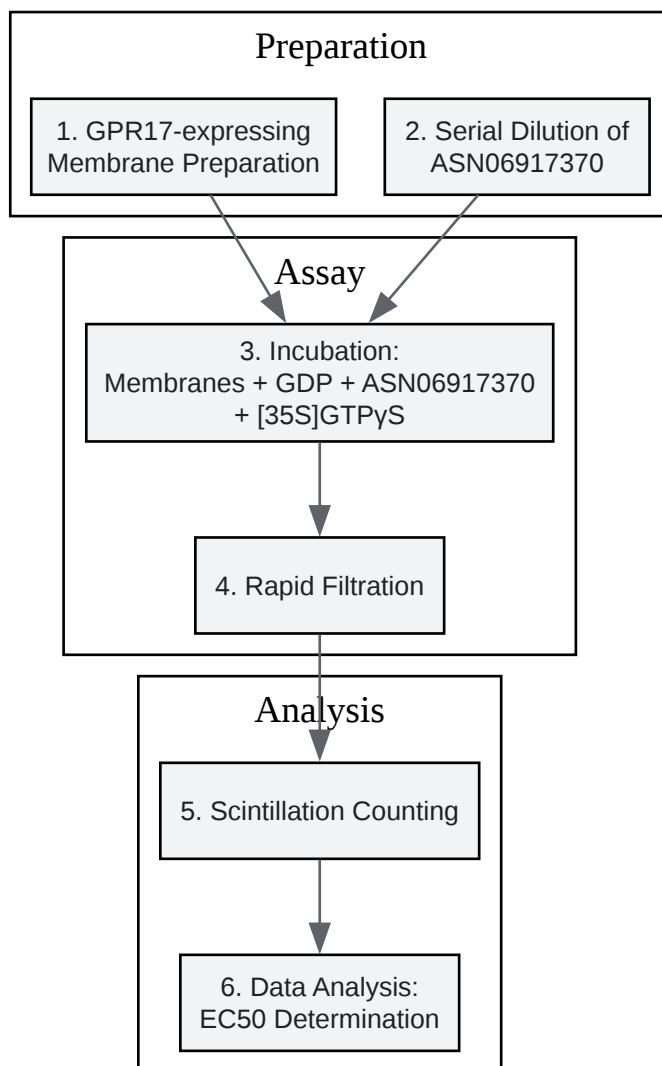 Preparation
1. GPR17-expressing
Membrane Preparation
2. Serial Dilution of
ASN06917370
Assay
3. Incubation:
Membranes + GDP + ASN06917370
+ [35S]GTPγS
4. Rapid Filtration
Analysis
5. Scintillation Counting
6. Data Analysis:
EC50 Determination